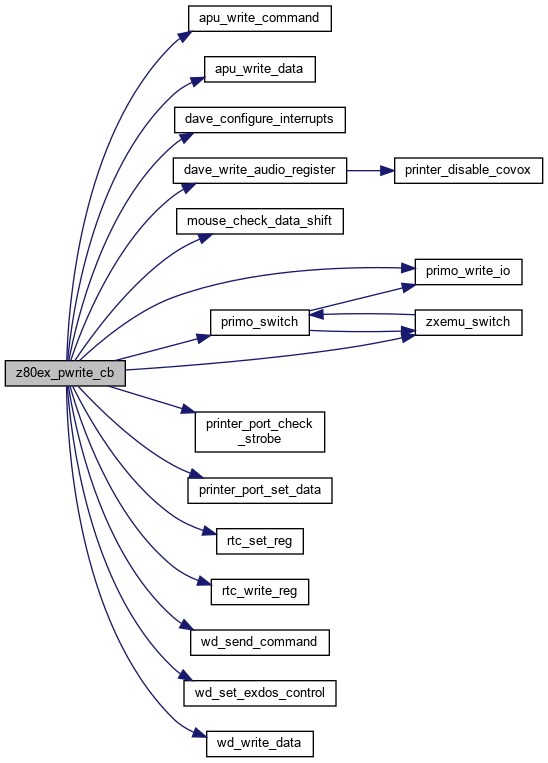 apu_write_command
apu_write_data
dave_configure_interrupts
dave_write_audio_register
printer_disable_covox
mouse_check_data_shift
primo_write_io
primo_switch
zxemu_switch
z80ex_pwrite_cb
printer_port_check
_strobe
printer_port_set_data
rtc_set_reg
rtc_write_reg
wd_send_command
wd_set_exdos_control
wd_write_data